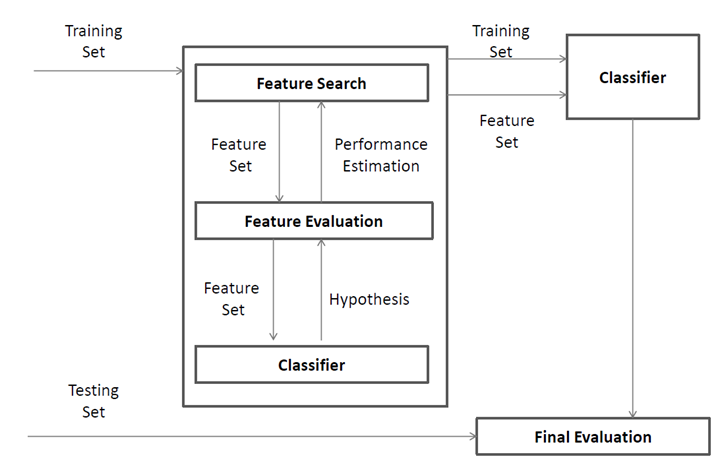 Training
Set
Training
Set
Classifier
Feature Search
Feature
Set
Feature
Set
Performance
Estimation
Feature Evaluation
Feature
Set
Hypothesis
Classifier
Testing
Set
Final Evaluation